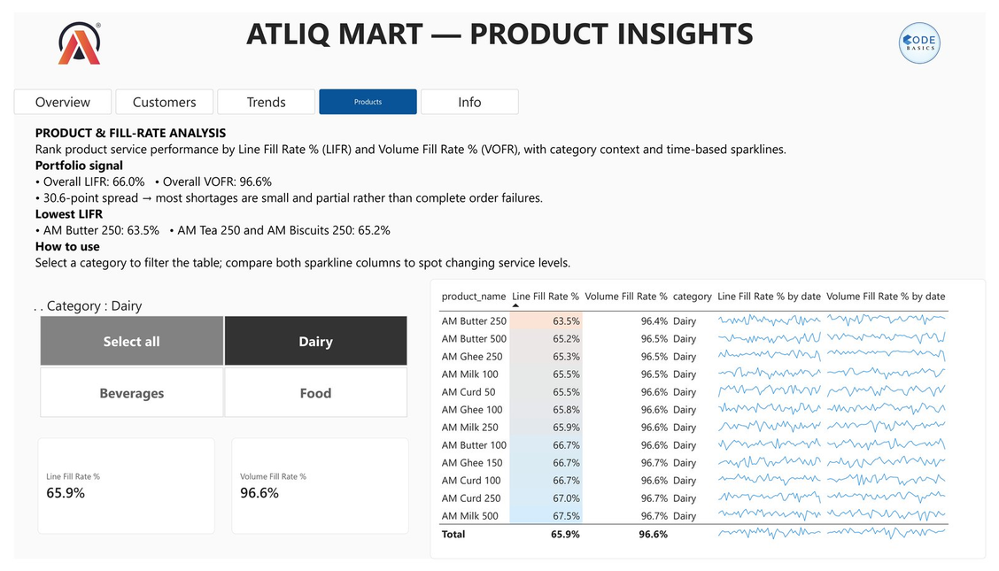 ATLIQ MART — PRODUCT INSIGHTS
®
CODE
BASICS
Overview Customers Trends Products Info
PRODUCT & FILL-RATE ANALYSIS
Rank product service performance by Line Fill Rate % (LIFR) and Volume Fill Rate % (VOFR), with category context and time-based sparklines.
Portfolio signal
• Overall LIFR: 66.0% • Overall VOFR: 96.6%
• 30.6-point spread → most shortages are small and partial rather than complete order failures.
Lowest LIFR
• AM Butter 250: 63.5% • AM Tea 250 and AM Biscuits 250: 65.2%
How to use
Select a category to filter the table; compare both sparkline columns to spot changing service levels.
. . Category : Dairy
Select all Dairy
Beverages Food
Line Fill Rate %
65.9%
Volume Fill Rate %
96.6%
product_name Line Fill Rate % Volume Fill Rate % category Line Fill Rate % by date Volume Fill Rate % by date
AM Butter 250 63.5% 96.4% Dairy
AM Butter 500 65.2% 96.5% Dairy
AM Ghee 250 65.3% 96.5% Dairy
AM Milk 100 65.5% 96.5% Dairy
AM Curd 50 65.5% 96.6% Dairy
AM Ghee 100 65.8% 96.6% Dairy
AM Milk 250 65.9% 96.6% Dairy
AM Butter 100 66.7% 96.6% Dairy
AM Ghee 150 66.7% 96.7% Dairy
AM Curd 100 66.7% 96.6% Dairy
AM Curd 250 67.0% 96.7% Dairy
AM Milk 500 67.5% 96.7% Dairy
Total 65.9% 96.6%